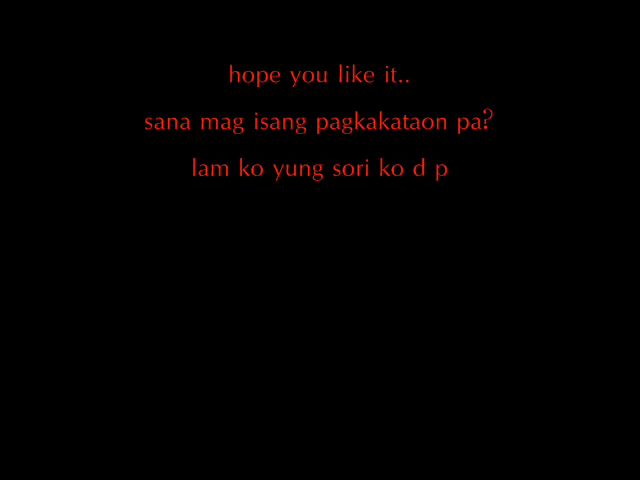 hope you like it..
sana mag isang pagkakataon pa?
lam ko yung sori ko d p